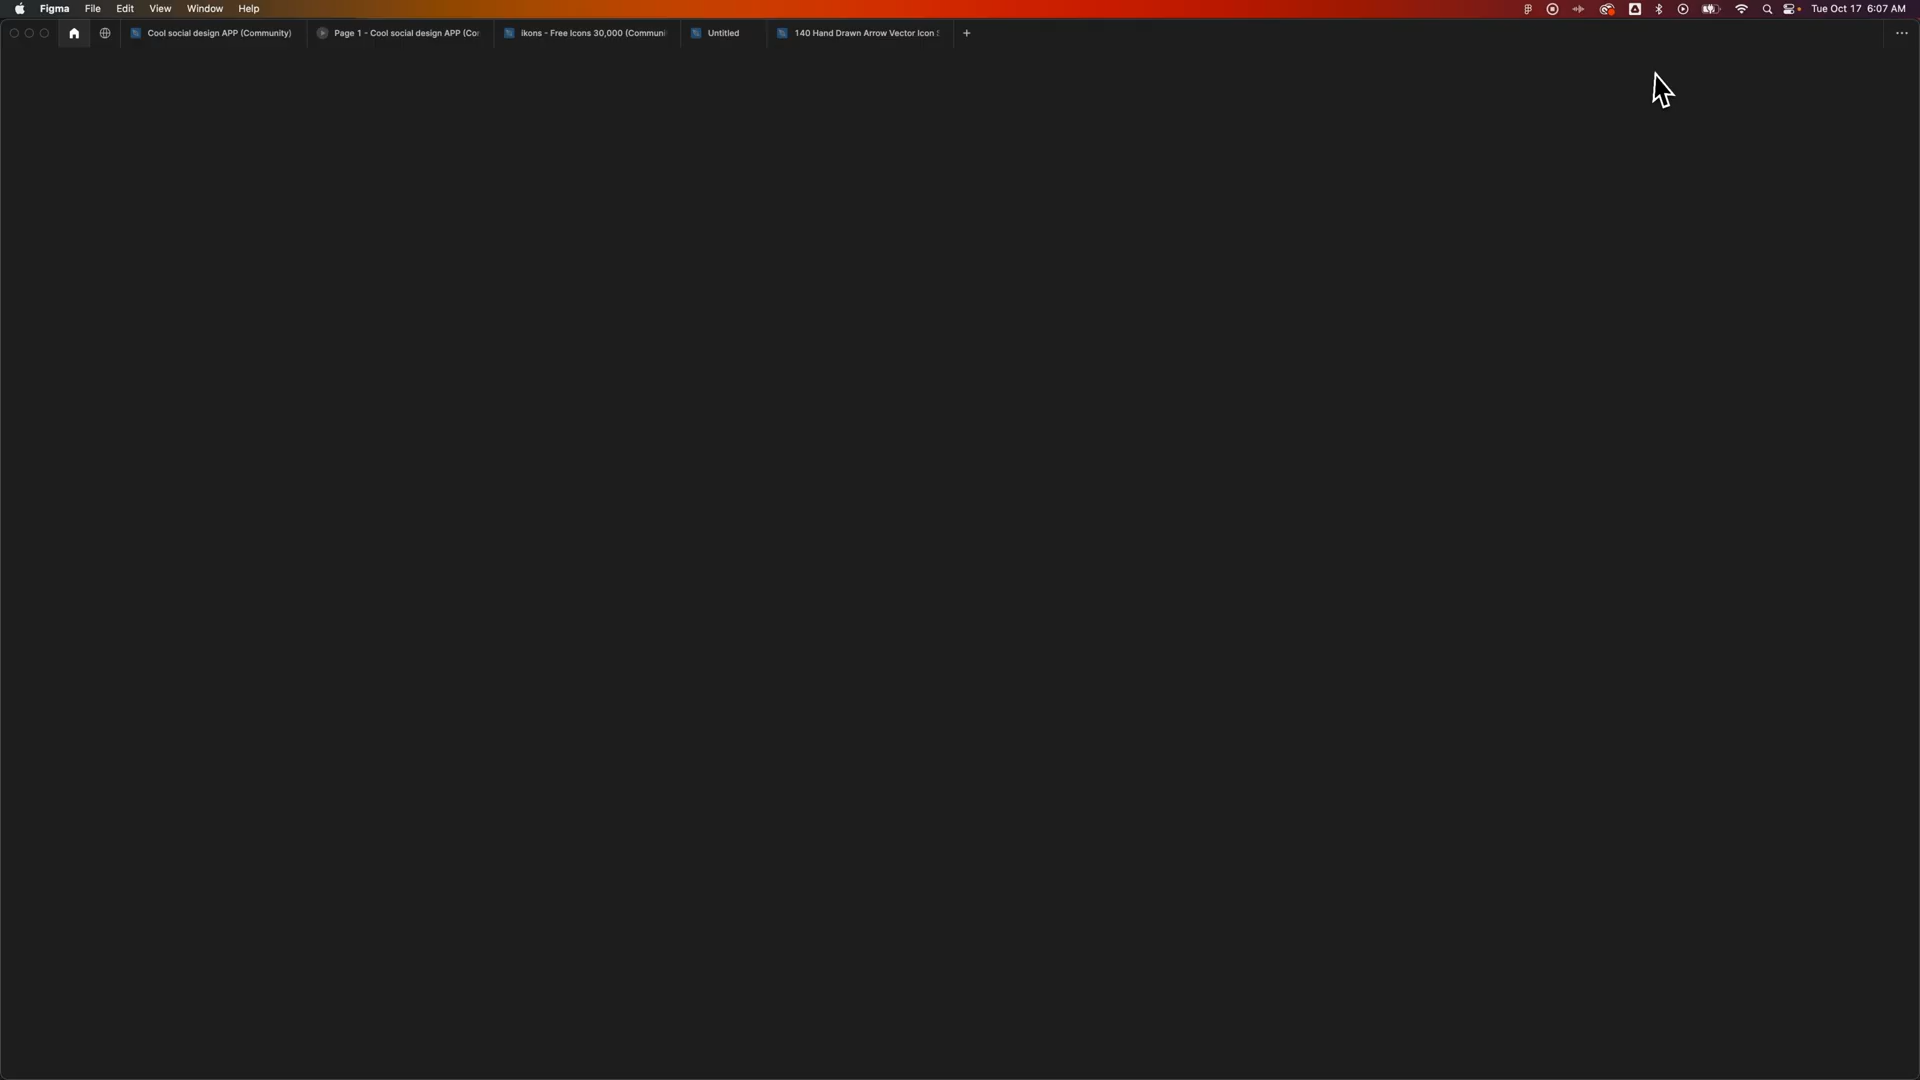 Figma File Edit View Window Help Tue Oct 17 6:07 AM
Cool social design APP (Community) Page 1 - Cool social design APP (Co ikons - Free Icons 30,000 (Commun Untitled 140 Hand Drawn Arrow Vector Icon